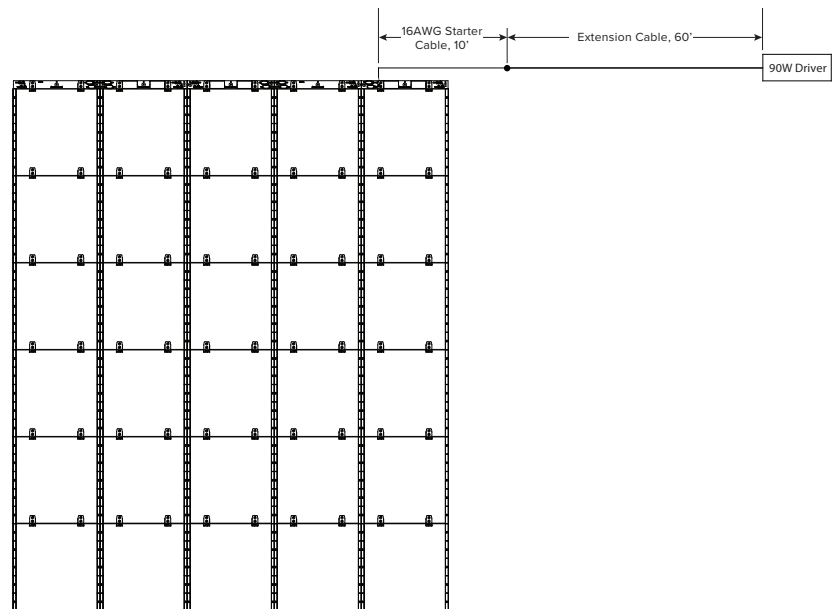 16AWG Starter
Cable, 10’
Extension Cable, 60’
90W Driver